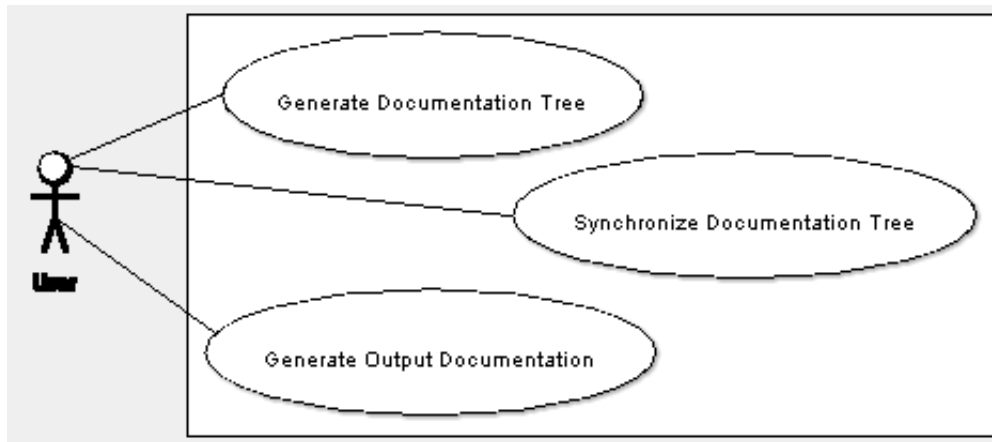 Generate Documentation Tree
Synchronize Documentation Tree
User
Generate Output Documentation